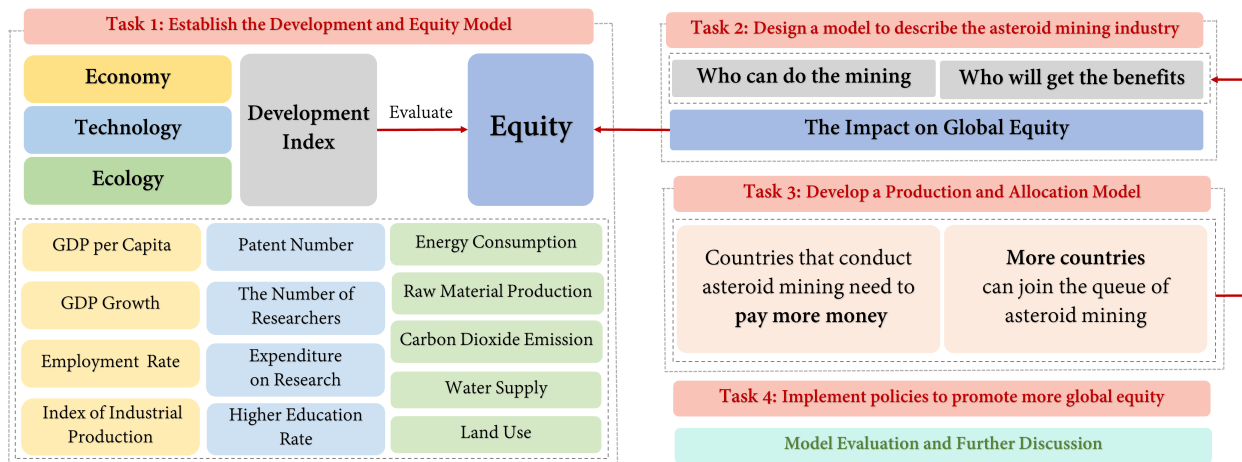 Task 1: Establish the Development and Equity Model
Economy
Technology
Ecology
Development
Index
Evaluate
Equity
GDP per Capita
GDP Growth
Employment Rate
Index of Industrial
Production
Patent Number
The Number of
Researchers
Expenditure
on Research
Higher Education
Rate
Energy Consumption
Raw Material Production
Carbon Dioxide Emission
Water Supply
Land Use
Task 2: Design a model to describe the asteroid mining industry
Who can do the mining
Who will get the benefits
The Impact on Global Equity
Task 3: Develop a Production and Allocation Model
Countries that conduct
asteroid mining need to
pay more money
More countries
can join the queue of
asteroid mining
Task 4: Implement policies to promote more global equity
Model Evaluation and Further Discussion